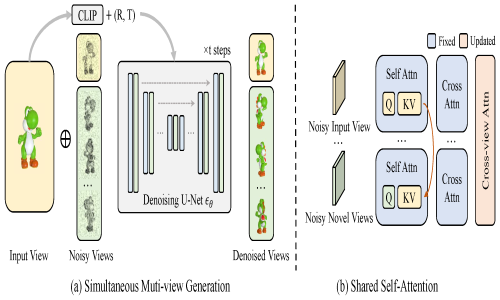 CLIP + (R, T)
×t steps
...
...
Denoising U-Net ϵθ
...
...
Input View
Noisy Views
Denoised Views
(a) Simultaneous Muti-view Generation
Fixed
Updated
Self Attn
Q
KV
Cross
Attn
Cross-view Attn
Noisy Input View
...
...
...
Self Attn
Q
KV
Cross
Attn
Noisy Novel Views
(b) Shared Self-Attention